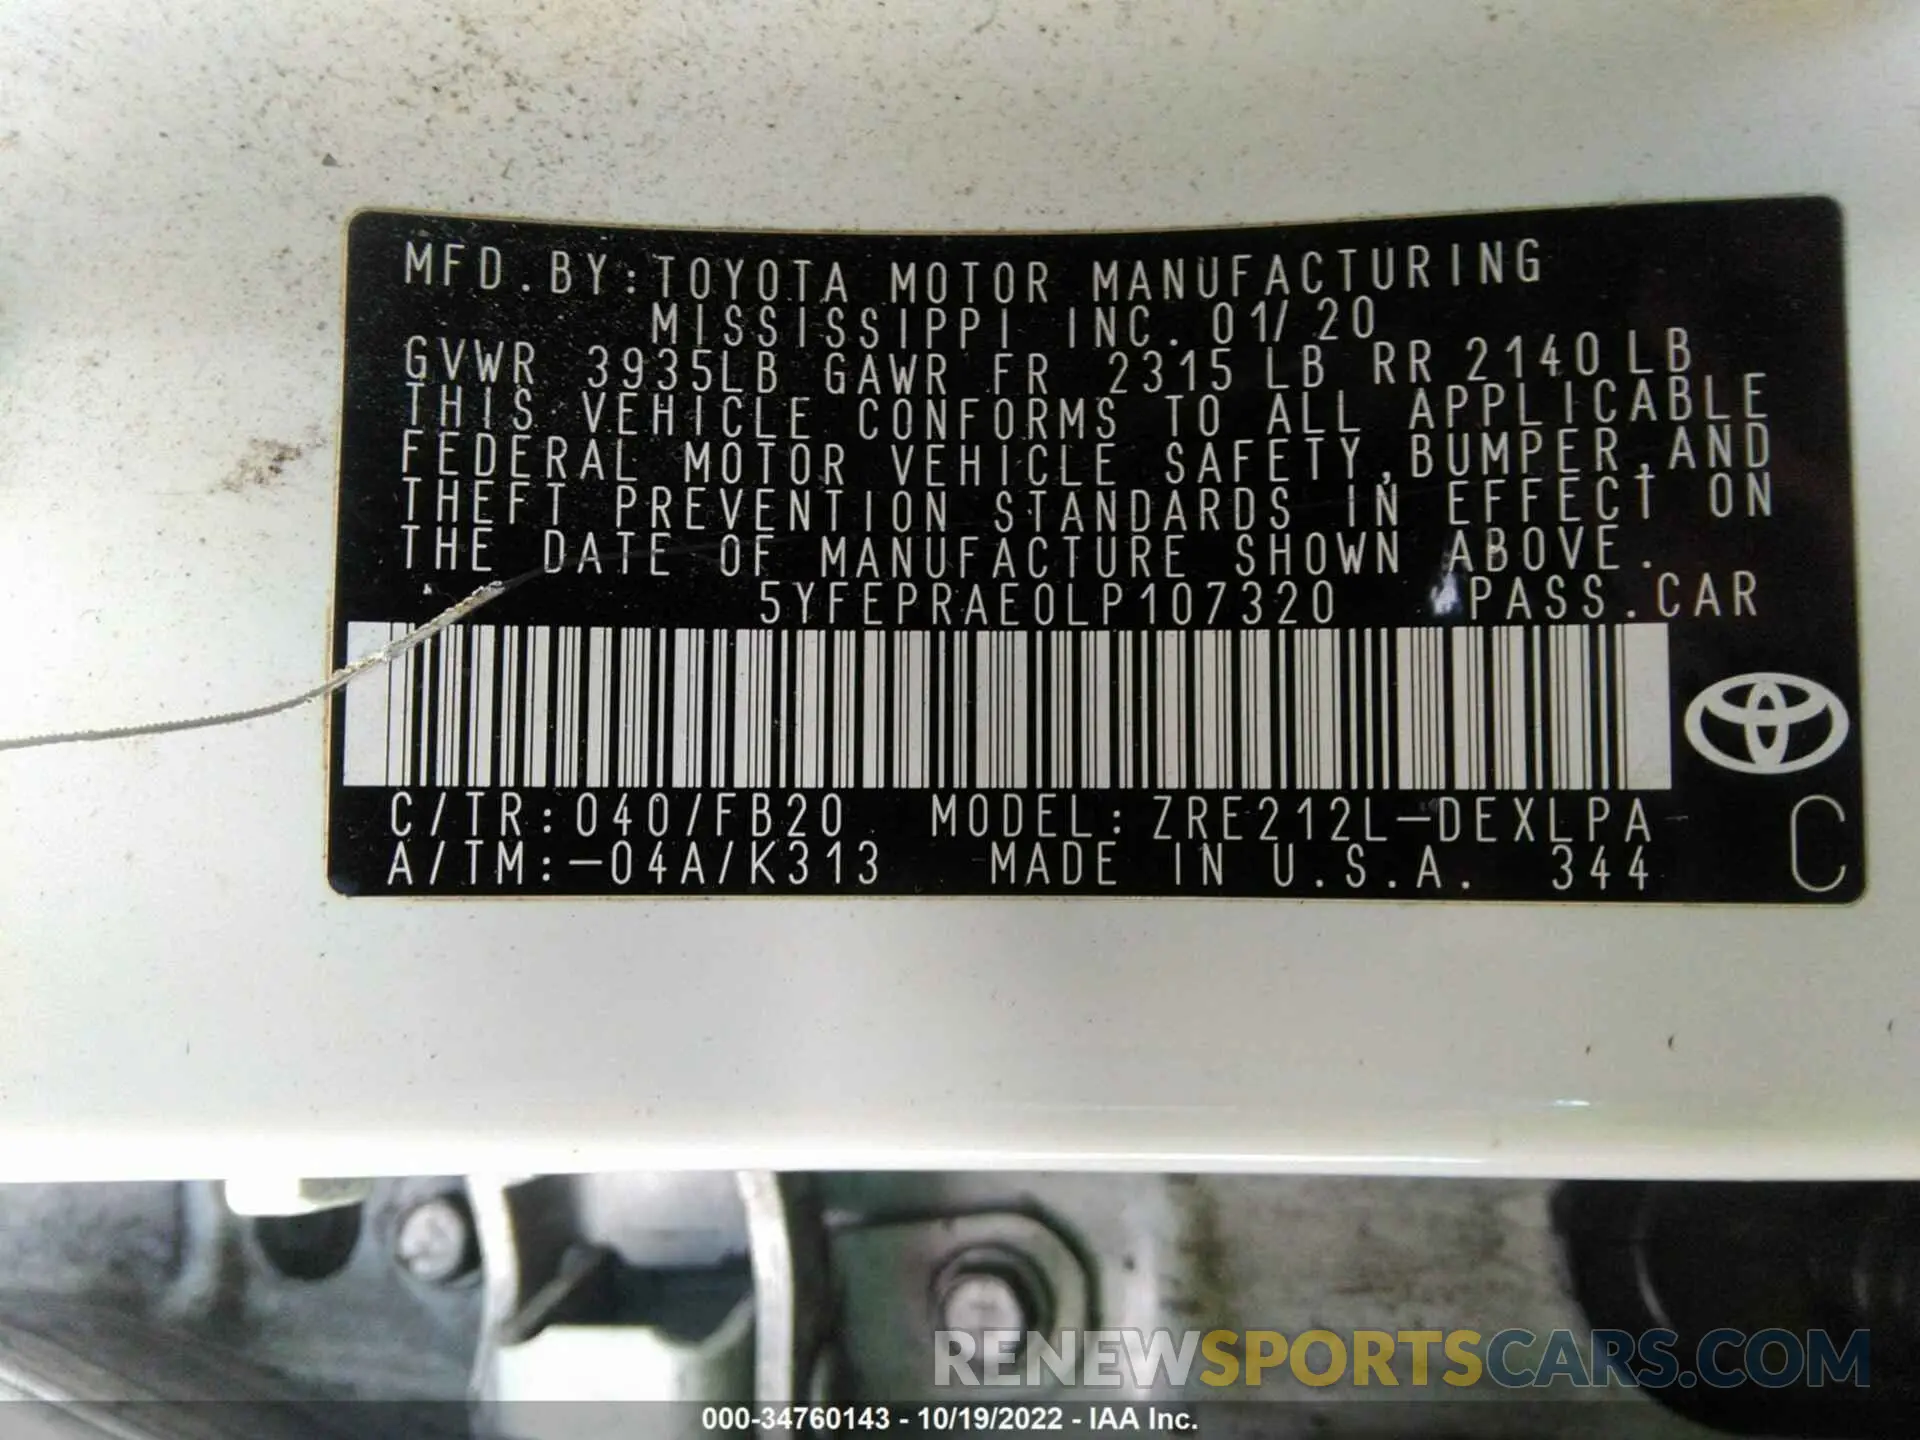 MFD.BY:TOYOTA MOTOR MANUFACTURING
MISSISSIPPI INC. 01/20
GVWR 3935LB GAWR FR 2315 LB RR 2140 LB
THIS VEHICLE CONFORMS TO ALL APPLICABLE
FEDERAL MOTOR VEHICLE SAFETY,BUMPER,AND
THEFT PREVENTION STANDARDS IN EFFECT ON
THE DATE OF MANUFACTURE SHOWN ABOVE.
5YFEPRAE0LP107320 PASS.CAR
C/TR:040/FB20 MODEL:ZRE212L-DEXLPA
A/TM:-04A/K313 MADE IN U.S.A. 344 C
RENEWSPORTSCARS.COM
000-34760143 - 10/19/2022 - IAA Inc.